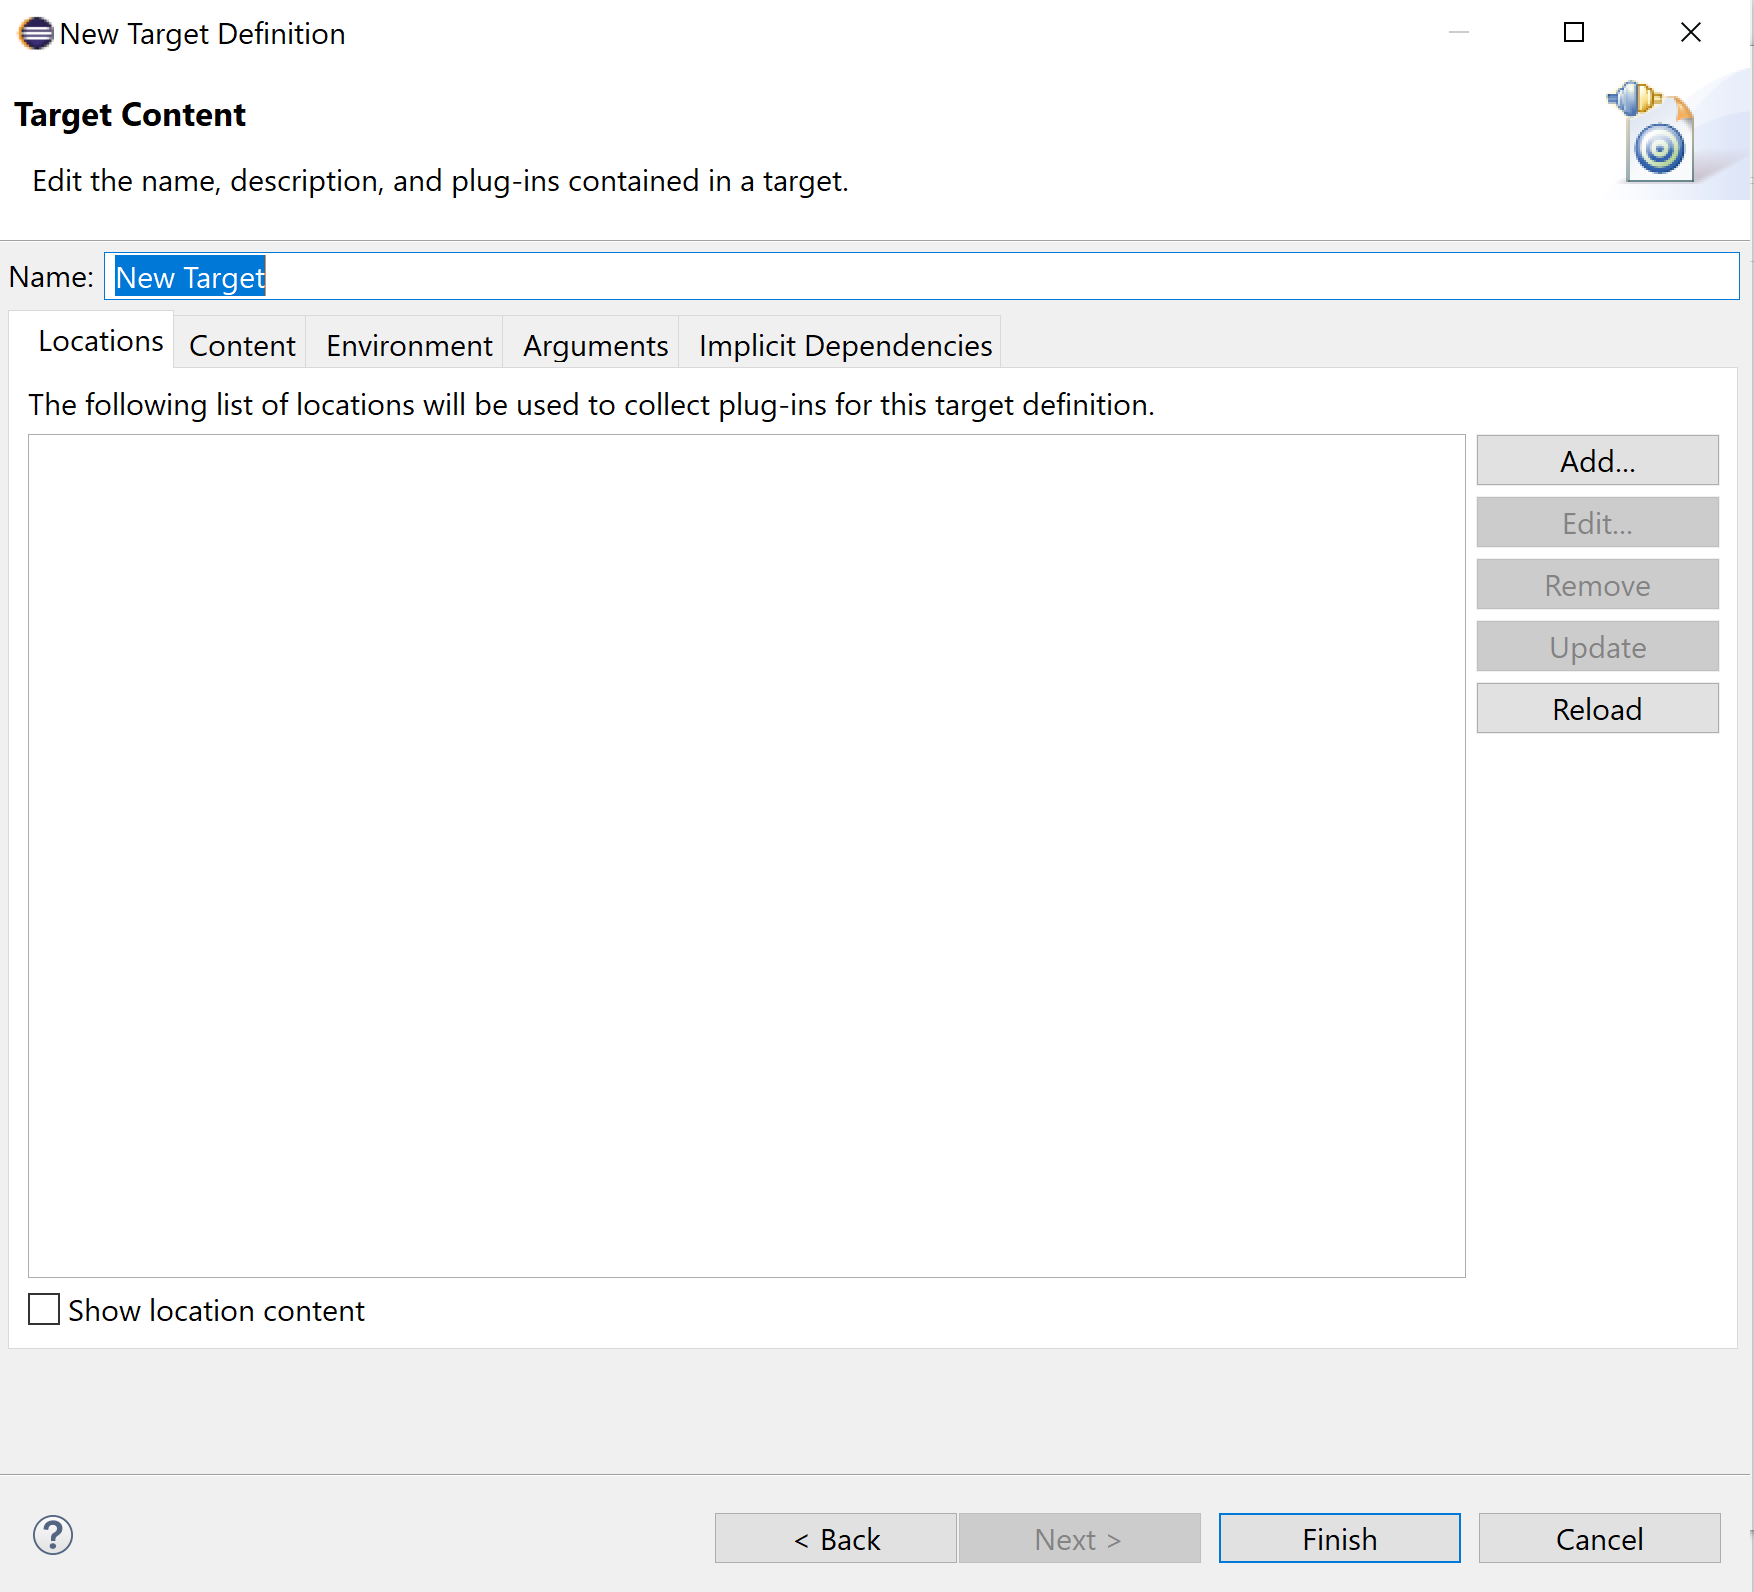 New Target Definition
Target Content
Edit the name, description, and plug-ins contained in a target.
Name: New Target
Locations Content Environment Arguments Implicit Dependencies
The following list of locations will be used to collect plug-ins for this target definition.
Add...
Edit...
Remove
Update
Reload
Show location content
? < Back Next > Finish Cancel